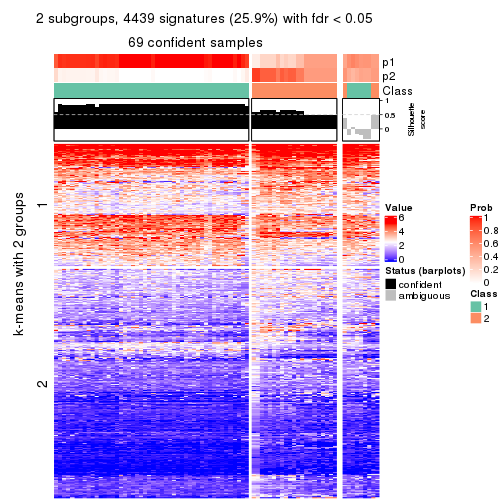 2 subgroups, 4439 signatures (25.9%) with fdr < 0.05
69 confident samples
p1
p2
Class
1
0.5
0
Silhouette
score
k-means with 2 groups
1
2
Value
6
4
2
0
Status (barplots)
confident
ambiguous
Prob
1
0.8
0.6
0.4
0.2
0
Class
1
2